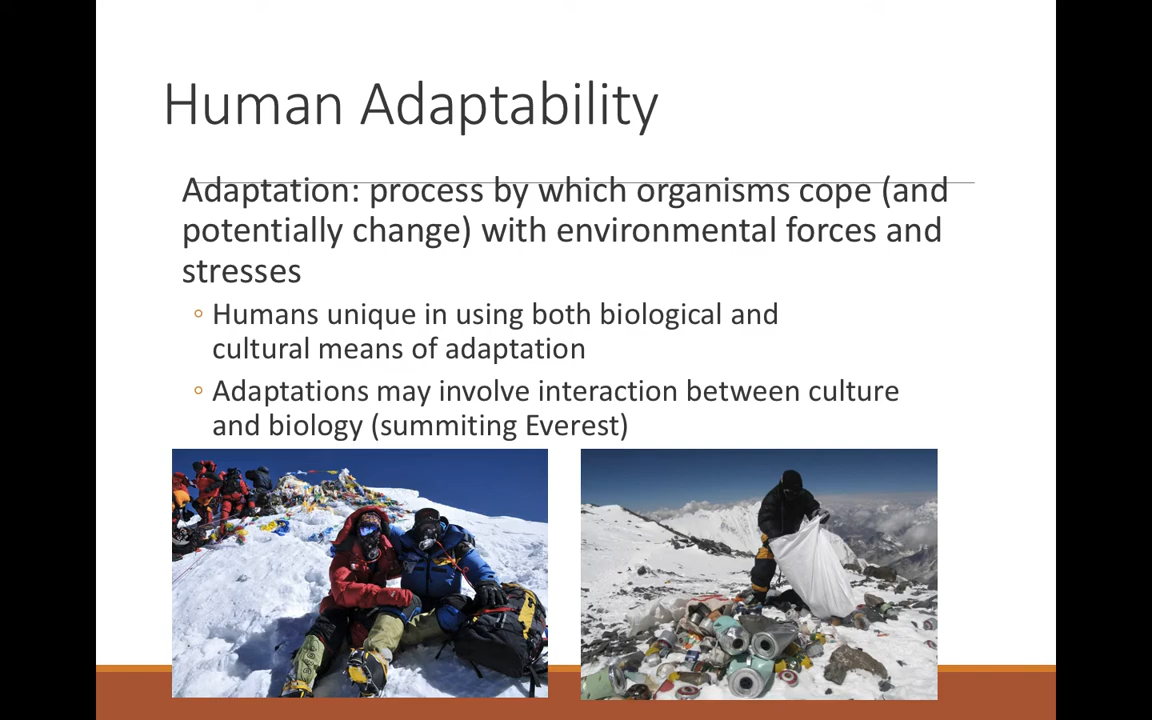 Human Adaptability
Adaptation: process by which organisms cope (and
potentially change) with environmental forces and
stresses
◦ Humans unique in using both biological and
cultural means of adaptation
◦ Adaptations may involve interaction between culture
and biology (summiting Everest)